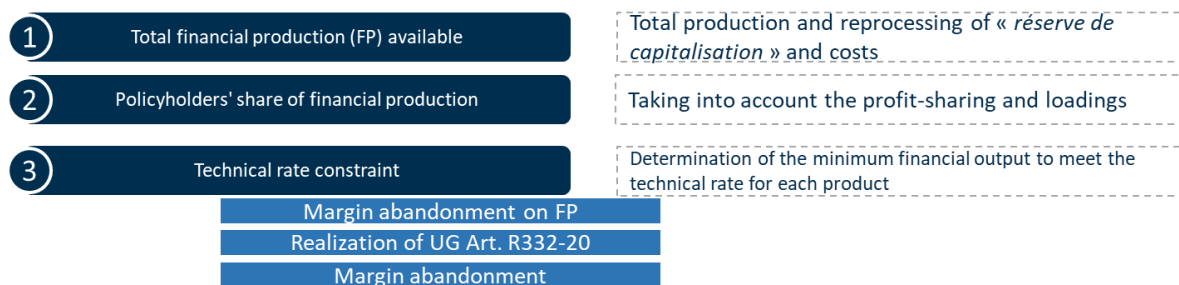 1
Total financial production (FP) available
Total production and reprocessing of « réserve de
capitalisation » and costs
2
Policyholders' share of financial production
Taking into account the profit-sharing and loadings
3
Technical rate constraint
Determination of the minimum financial output to meet the
technical rate for each product
Margin abandonment on FP
Realization of UG Art. R332-20
Margin abandonment